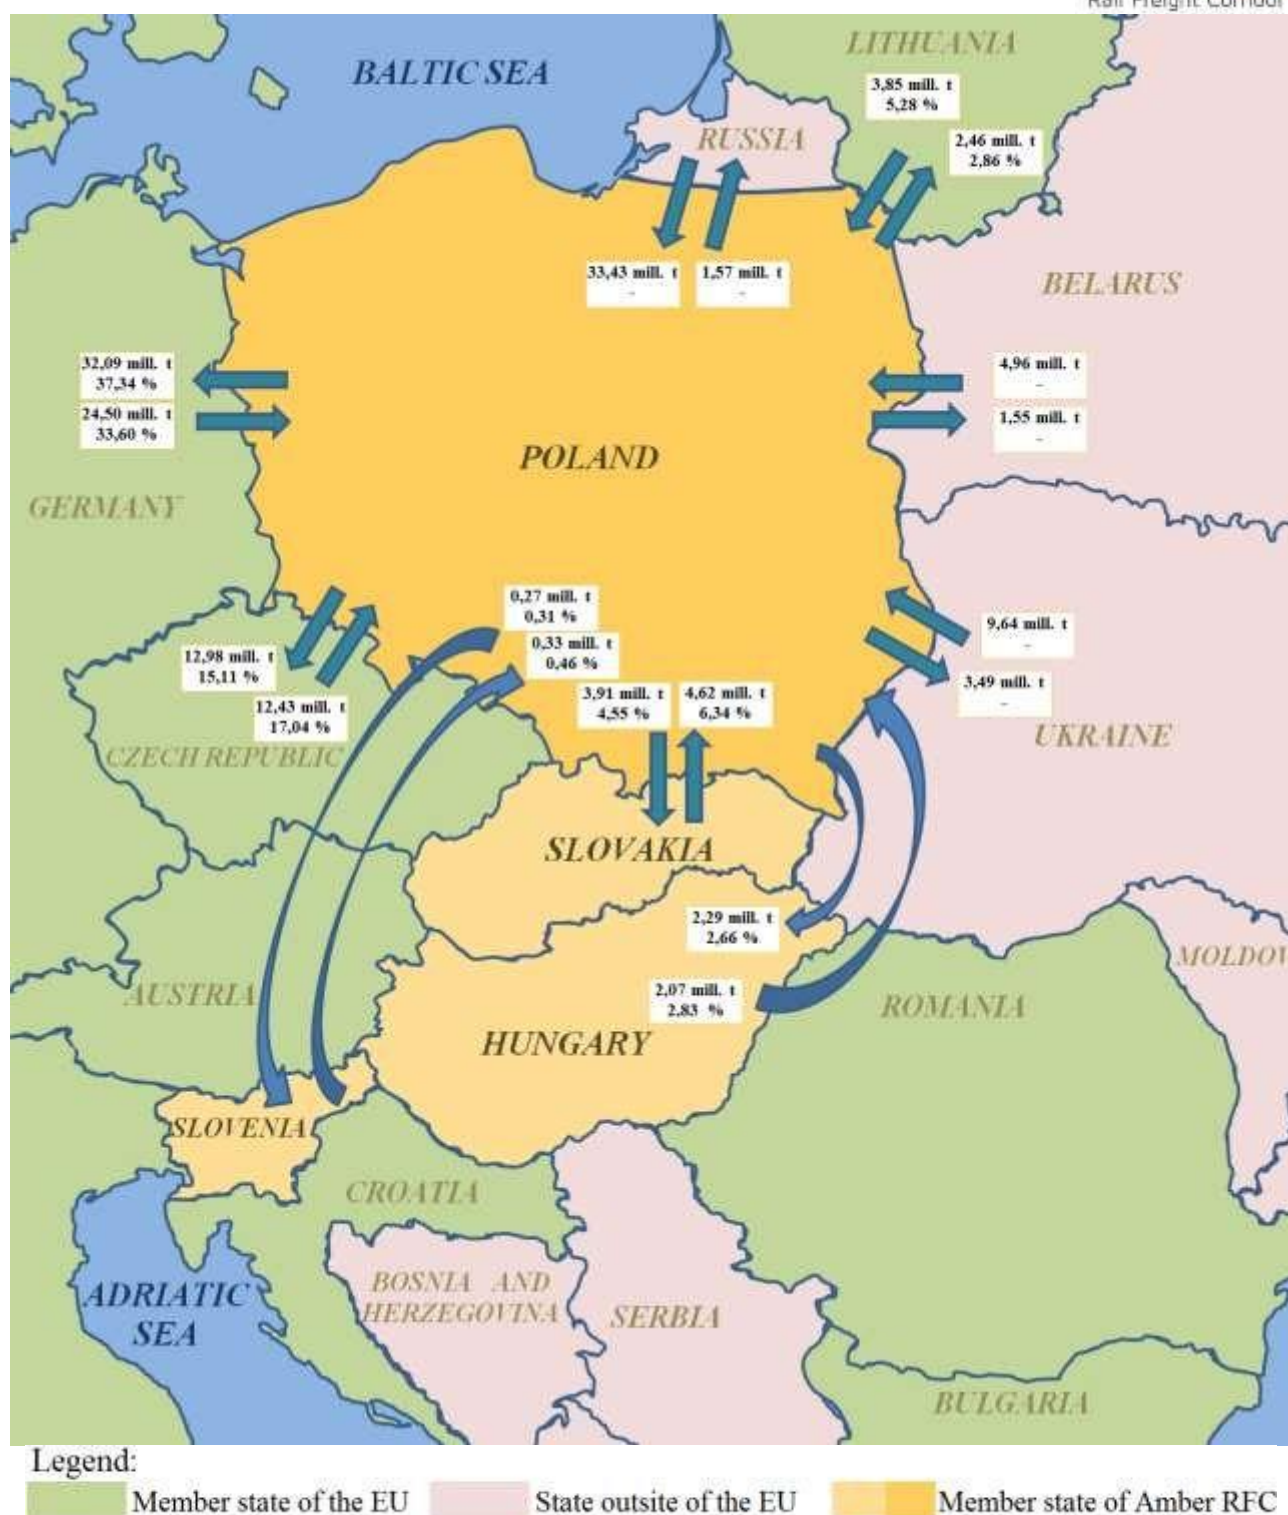 Rail Freight Corridor
LITHUANIA
BALTIC SEA
3,85 mill. t
5,28 %
RUSSIA
2,46 mill. t
2,86 %
33,43 mill. t
-
1,57 mill. t
-
BELARUS
32,09 mill. t
37,34 %
4,96 mill. t
-
24,50 mill. t
33,60 %
1,55 mill. t
-
POLAND
GERMANY
0,27 mill. t
0,31 %
9,64 mill. t
-
0,33 mill. t
0,46 %
12,98 mill. t
15,11 %
3,49 mill. t
-
3,91 mill. t
4,55 %
4,62 mill. t
6,34 %
12,43 mill. t
17,04 %
UKRAINE
CZECH REPUBLIC
SLOVAKIA
2,29 mill. t
2,66 %
MOLDOV
AUSTRIA
2,07 mill. t
2,83 %
ROMANIA
HUNGARY
SLOVENIA
CROATIA
BOSNIA AND
HERZEGOVINA
ADRIATIC
SEA
SERBIA
BULGARIA
Legend:
Member state of the EU
State outsite of the EU
Member state of Amber RFC